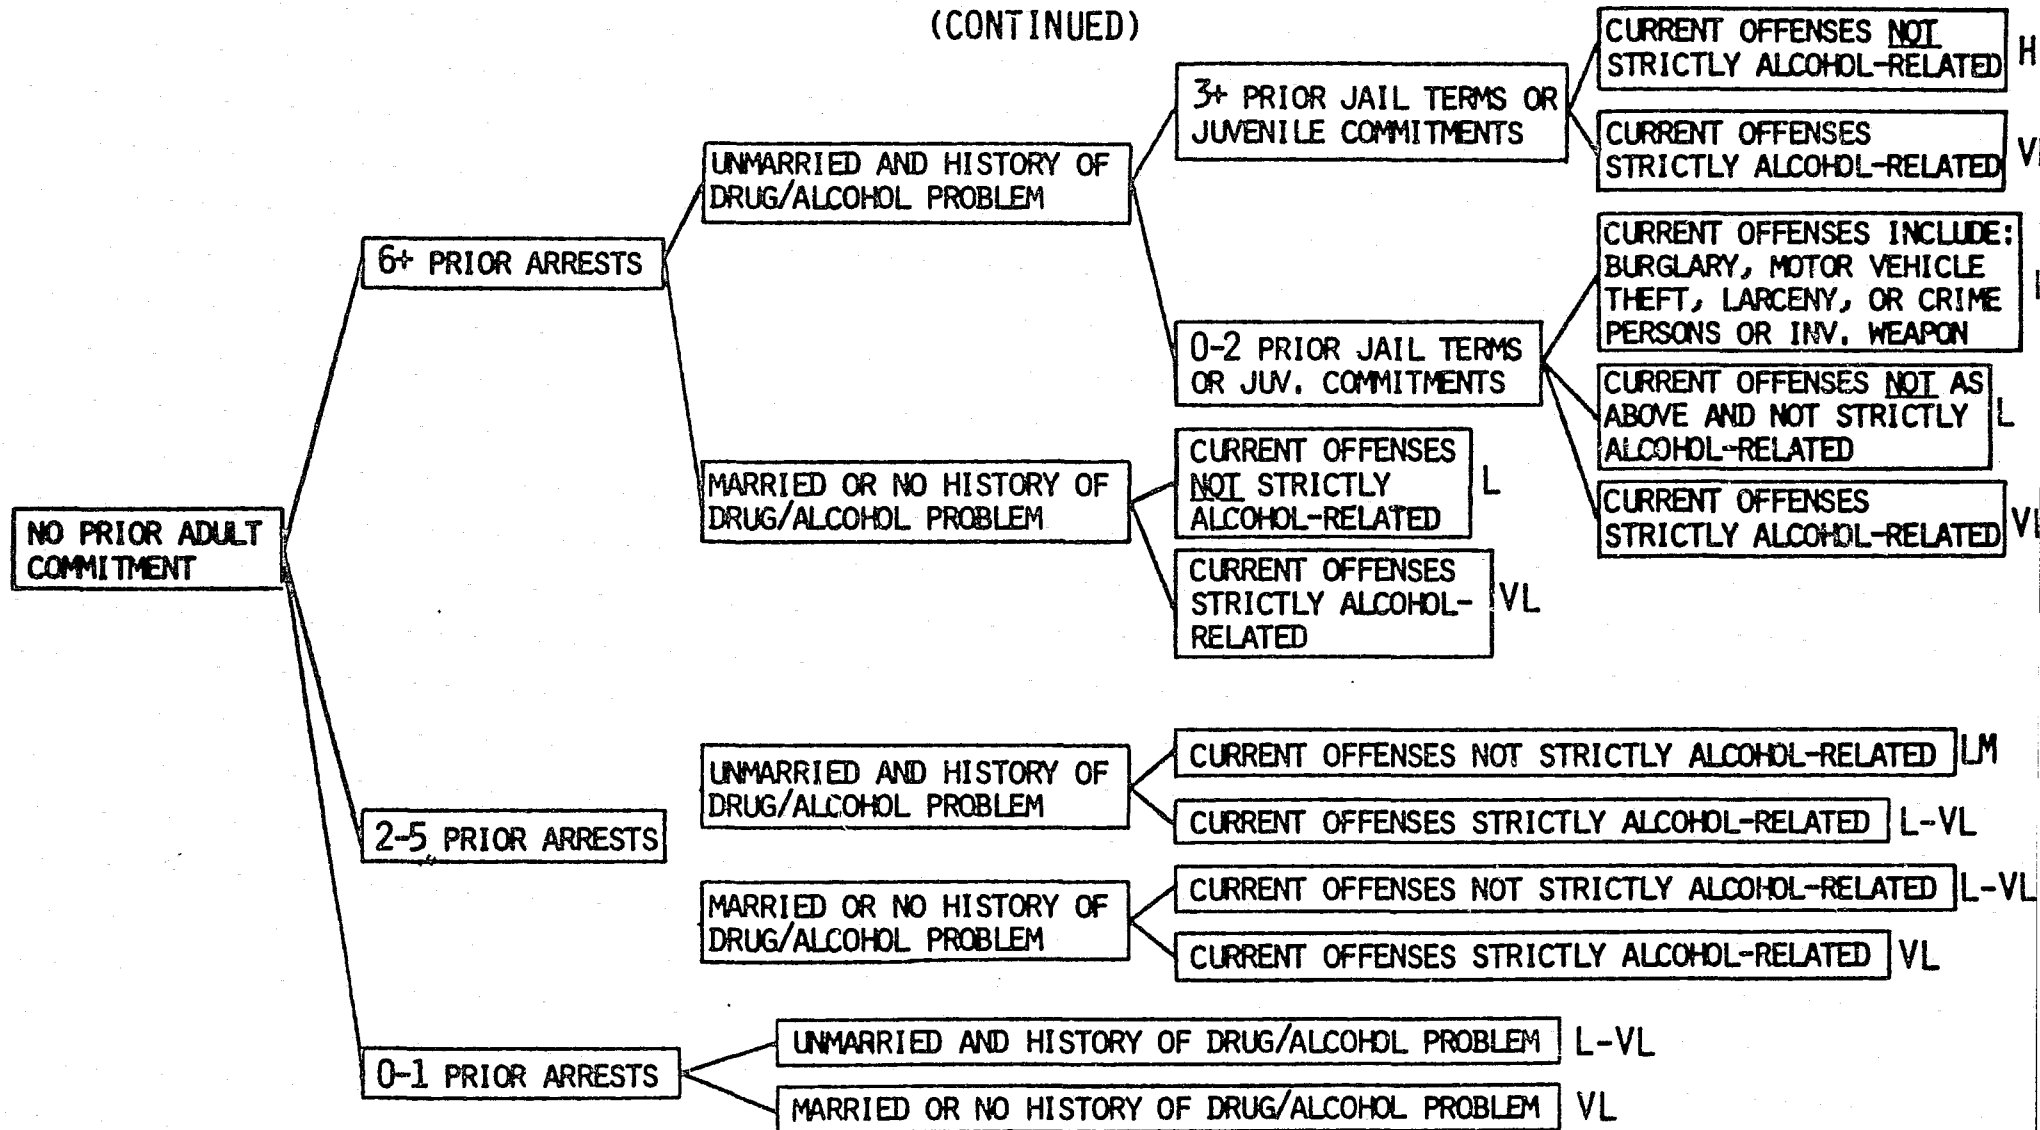 (CONTINUED)
NO PRIOR ADULT
COMMITMENT
6+ PRIOR ARRESTS
UNMARRIED AND HISTORY OF
DRUG/ALCOHOL PROBLEM
3+ PRIOR JAIL TERMS OR
JUVENILE COMMITMENTS
CURRENT OFFENSES NOT
STRICTLY ALCOHOL-RELATED
H
CURRENT OFFENSES
STRICTLY ALCOHOL-RELATED
0-2 PRIOR JAIL TERMS
OR JUV. COMMITMENTS
CURRENT OFFENSES INCLUDE:
BURGLARY, MOTOR VEHICLE
THEFT, LARCENY, OR CRIME
PERSONS OR INV. WEAPON
CURRENT OFFENSES NOT AS
ABOVE AND NOT STRICTLY
ALCOHOL-RELATED
L
CURRENT OFFENSES
STRICTLY ALCOHOL-RELATED
MARRIED OR NO HISTORY OF
DRUG/ALCOHOL PROBLEM
CURRENT OFFENSES
NOT STRICTLY
ALCOHOL-RELATED
L
CURRENT OFFENSES
STRICTLY ALCOHOL-
RELATED
VL
2-5 PRIOR ARRESTS
UNMARRIED AND HISTORY OF
DRUG/ALCOHOL PROBLEM
CURRENT OFFENSES NOT STRICTLY ALCOHOL-RELATED
LM
CURRENT OFFENSES STRICTLY ALCOHOL-RELATED
L-VL
MARRIED OR NO HISTORY OF
DRUG/ALCOHOL PROBLEM
CURRENT OFFENSES NOT STRICTLY ALCOHOL-RELATED
L-VL
CURRENT OFFENSES STRICTLY ALCOHOL-RELATED
VL
0-1 PRIOR ARRESTS
UNMARRIED AND HISTORY OF DRUG/ALCOHOL PROBLEM
L-VL
MARRIED OR NO HISTORY OF DRUG/ALCOHOL PROBLEM
VL